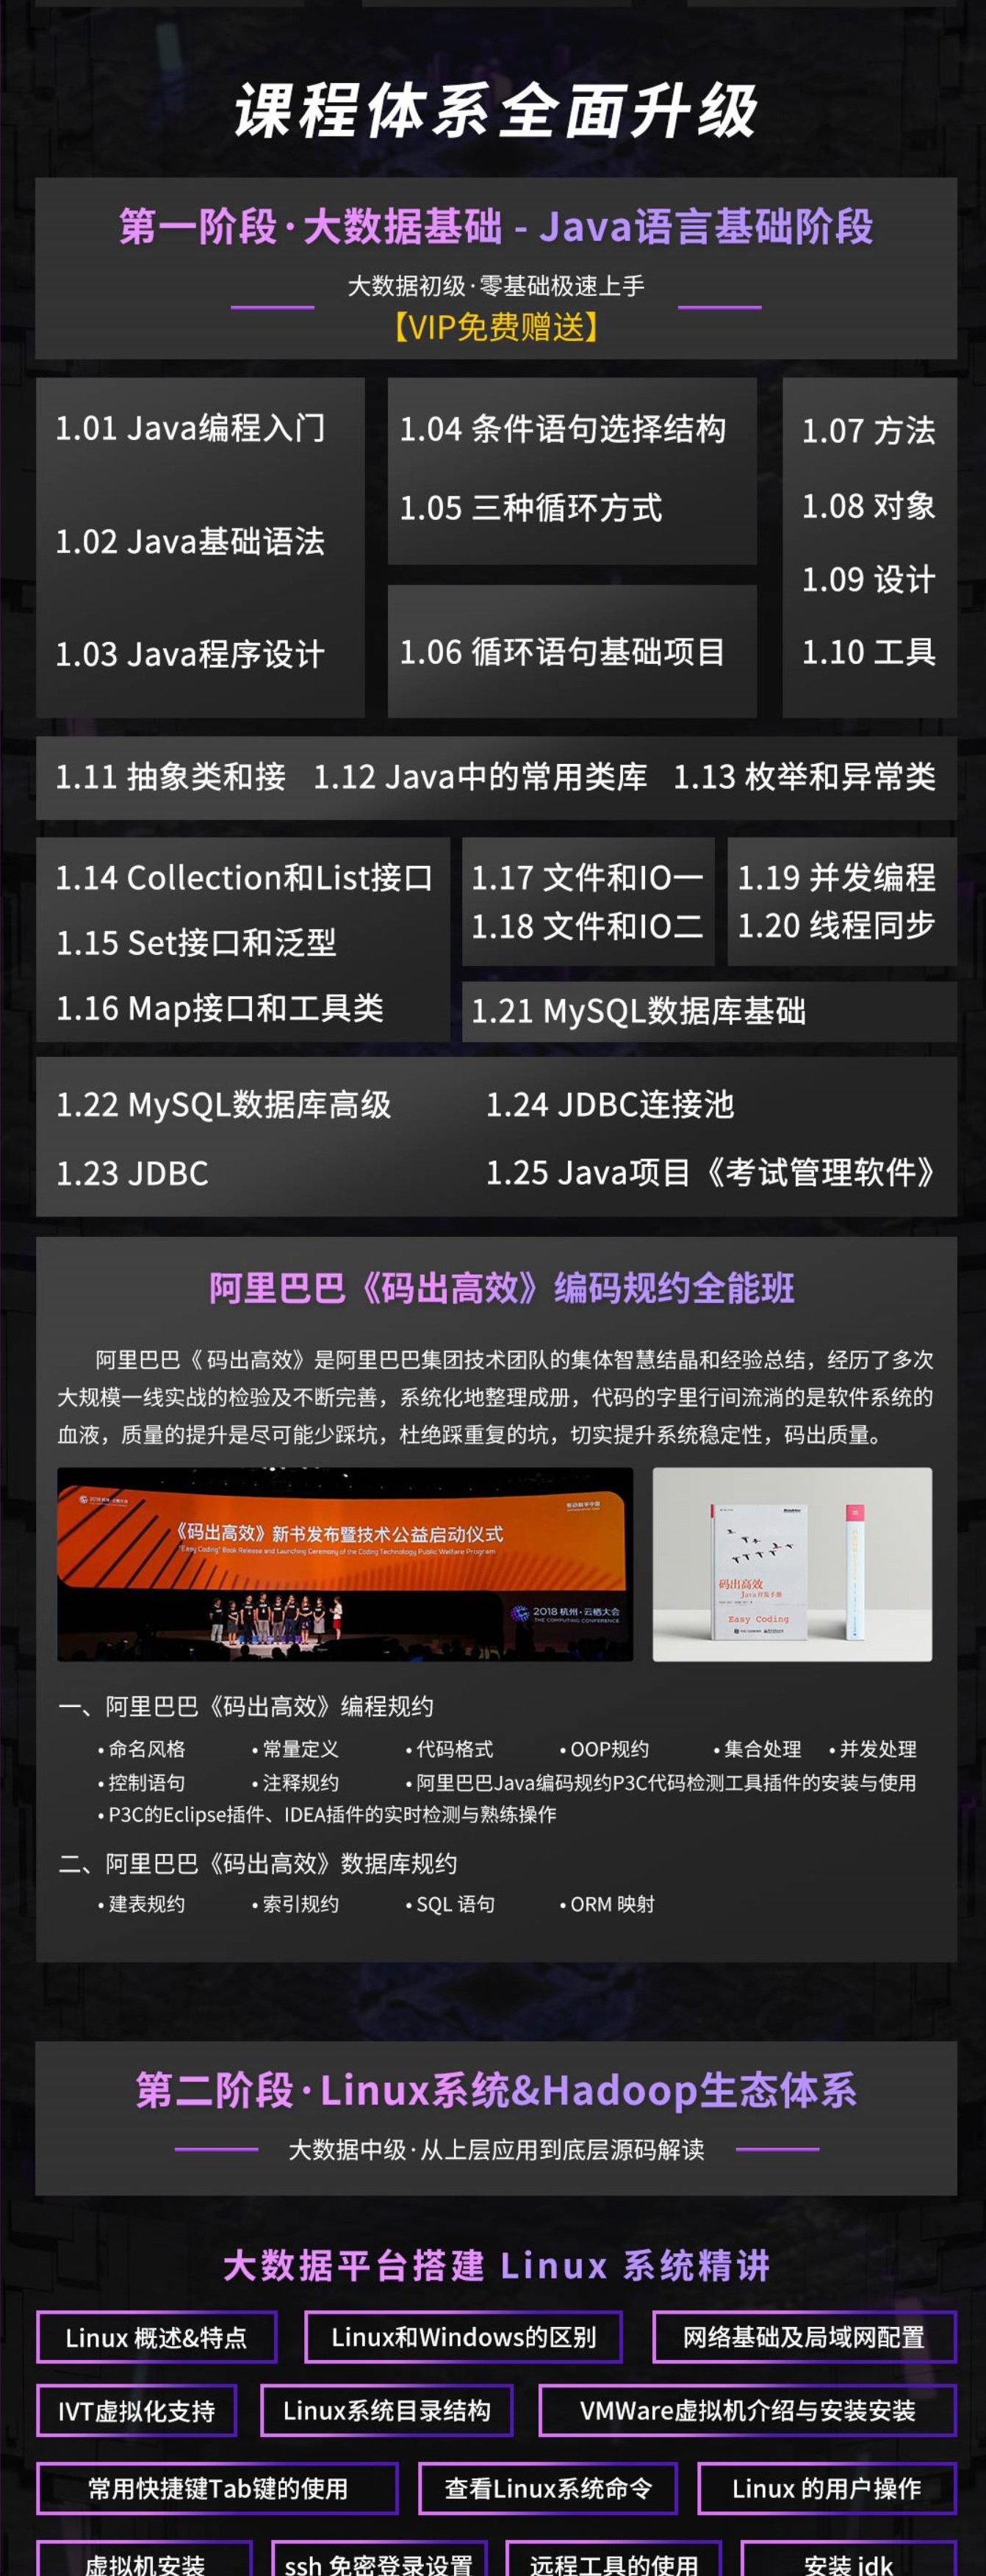 课程体系全面升级
第一阶段·大数据基础 - Java语言基础阶段
大数据初级·零基础极速上手
【VIP免费赠送】
1.01 Java编程入门
1.02 Java基础语法
1.03 Java程序设计
1.04 条件语句选择结构
1.05 三种循环方式
1.06 循环语句基础项目
1.07 方法
1.08 对象
1.09 设计
1.10 工具
1.11 抽象类和接 1.12 Java中的常用类库 1.13 枚举和异常类
1.14 Collection和List接口
1.15 Set接口和泛型
1.16 Map接口和工具类
1.17 文件和IO一
1.18 文件和IO二
1.19 并发编程
1.20 线程同步
1.21 MySQL数据库基础
1.22 MySQL数据库高级
1.23 JDBC
1.24 JDBC连接池
1.25 Java项目《考试管理软件》
阿里巴巴《码出高效》编码规约全能班
阿里巴巴《码出高效》是阿里巴巴集团技术团队的集体智慧结晶和经验总结，经历了多次
大规模一线实战的检验及不断完善，系统化地整理成册，代码的字里行间流淌的是软件系统的
血液，质量的提升是尽可能少踩坑，杜绝踩重复的坑，切实提升系统稳定性，码出质量。
《码出高效》新书发布暨技术公益启动仪式
"Easy Coding" Book Release and Launching Ceremony of the Coding Technology Public Welfare Program
2018 杭州·云栖大会
THE COMPUTING CONFERENCE
码出高效
Java 开发手册
Easy Coding
一、阿里巴巴《码出高效》编程规约
• 命名风格 • 常量定义 • 代码格式 • OOP规约 • 集合处理 • 并发处理
• 控制语句 • 注释规约 • 阿里巴巴Java编码规约P3C代码检测工具插件的安装与使用
• P3C的Eclipse插件、IDEA插件的实时检测与熟练操作
二、阿里巴巴《码出高效》数据库规约
• 建表规约 • 索引规约 • SQL 语句 • ORM 映射
第二阶段·Linux系统&Hadoop生态体系
大数据中级·从上层应用到底层源码解读
大数据平台搭建 Linux 系统精讲
Linux 概述&特点 Linux和Windows的区别 网络基础及局域网配置
IVT虚拟化支持 Linux系统目录结构 VMWare虚拟机介绍与安装安装
常用快捷键Tab键的使用 查看Linux系统命令 Linux 的用户操作
虚拟机安装 ssh 免密登录设置 远程工具的使用 安装 jdk